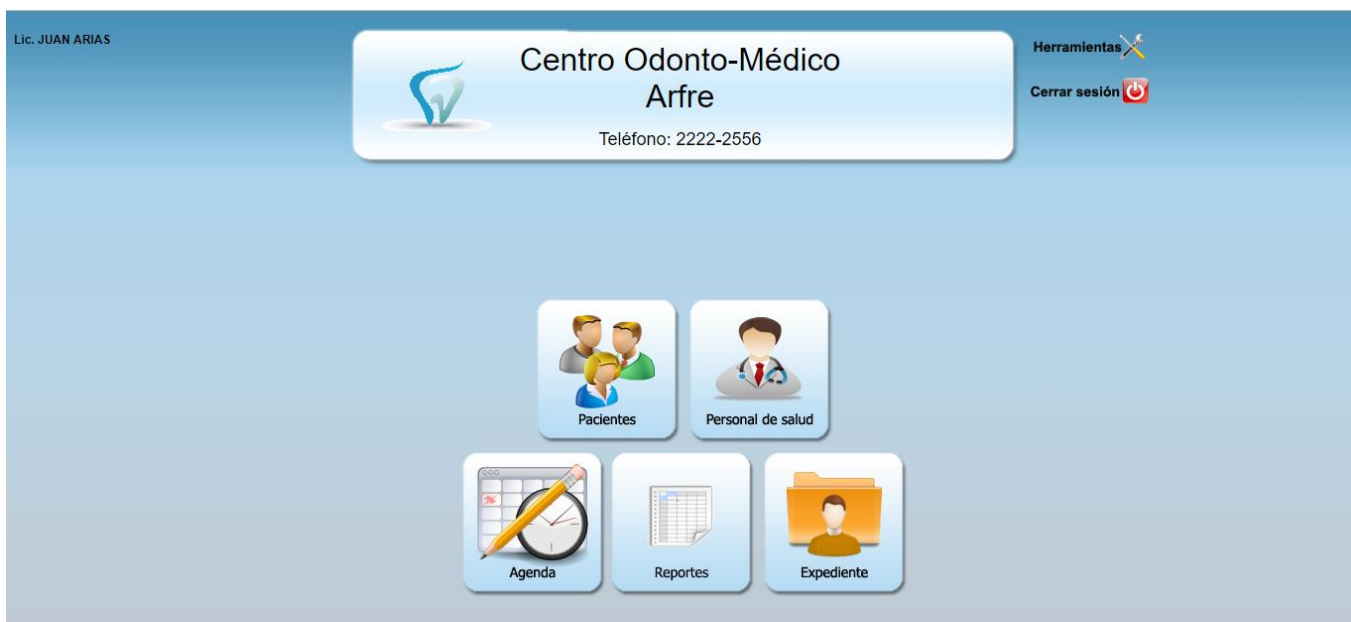 Lic. JUAN ARIAS
Centro Odonto-Médico
Arfre
Teléfono: 2222-2556
Herramientas
Cerrar sesión
Pacientes
Personal de salud
Agenda
Reportes
Expediente